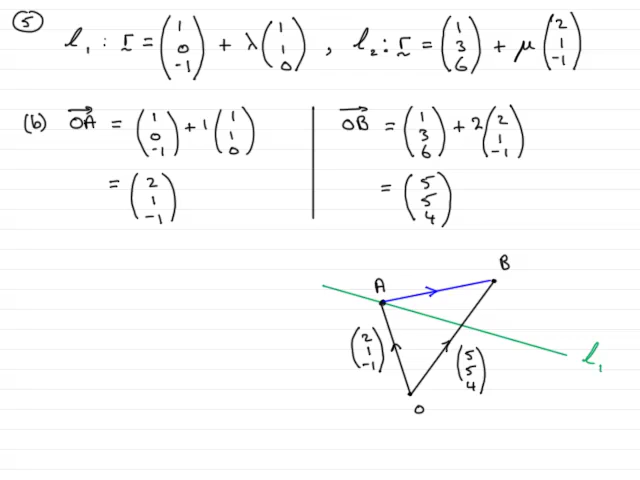 ⑤ l₁ : r = (1 0 -1) + λ (1 1 0) , l₂ : r = (1 3 6) + μ (2 1 -1)
(b) OA = (1 0 -1) + 1 (1 1 0) OB = (1 3 6) + 2 (2 1 -1)
= (2 1 -1) = (5 5 4)
A B
(2 1 -1) (5 5 4) l₁
O